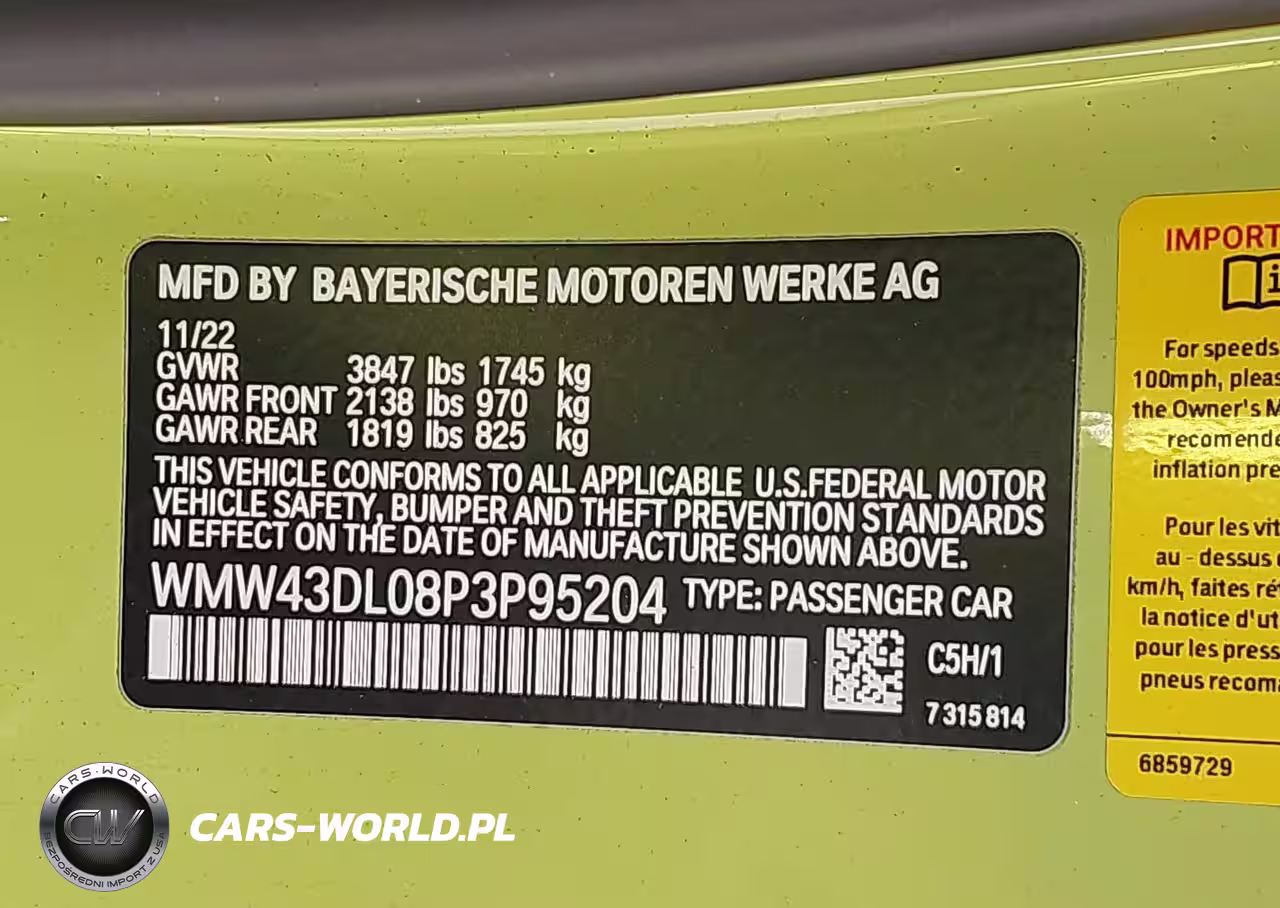 MFD BY BAYERISCHE MOTOREN WERKE AG
11/22
GVWR 3847 lbs 1745 kg
GAWR FRONT 2138 lbs 970 kg
GAWR REAR 1819 lbs 825 kg
THIS VEHICLE CONFORMS TO ALL APPLICABLE U.S.FEDERAL MOTOR
VEHICLE SAFETY, BUMPER AND THEFT PREVENTION STANDARDS
IN EFFECT ON THE DATE OF MANUFACTURE SHOWN ABOVE.
WMW43DL08P3P95204 TYPE: PASSENGER CAR
C5H/1
7 315 814
IMPORT
i
For speeds
100mph, pleas
the Owner's M
recomende
inflation pre
Pour les vit
au - dessus
km/h, faites ré
la notice d'ut
pour les press
pneus recoma
6859729
CARS-WORLD
CW
BEZPOŚREDNI IMPORT Z USA
CARS-WORLD.PL